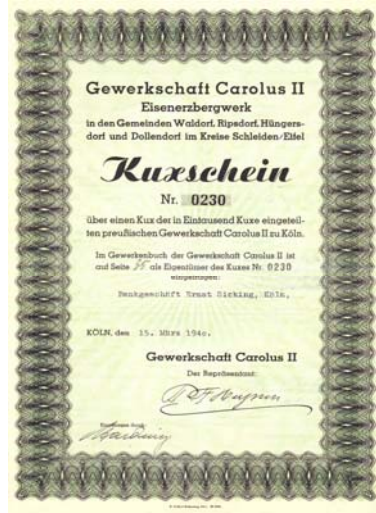 Gewerkschaft Carolus II
Eisenerzbergwerk
in den Gemeinden Waldorf, Ripsdorf, Hüngers-
dorf und Dollendorf im Kreise Schleiden/Eifel
Kuxschein
Nr. 0230
über einen Kux der in Eintausend Kuxe eingeteil-
ten preußischen Gewerkschaft Carolus II zu Köln.
Im Gewerkenbuch der Gewerkschaft Carolus II ist
auf Seite als Eigentümer des Kuxes Nr. 0230
eingetragen:
Bankgeschäft Ernst Sicking, Köln,
KÖLN, den 15. März 1940.
Gewerkschaft Carolus II
Der Repräsentant: